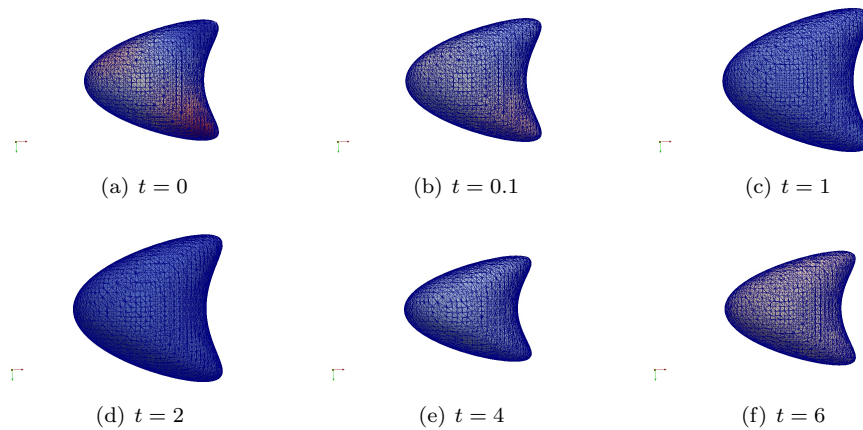 (a) t = 0
(b) t = 0.1
(c) t = 1
(d) t = 2
(e) t = 4
(f) t = 6